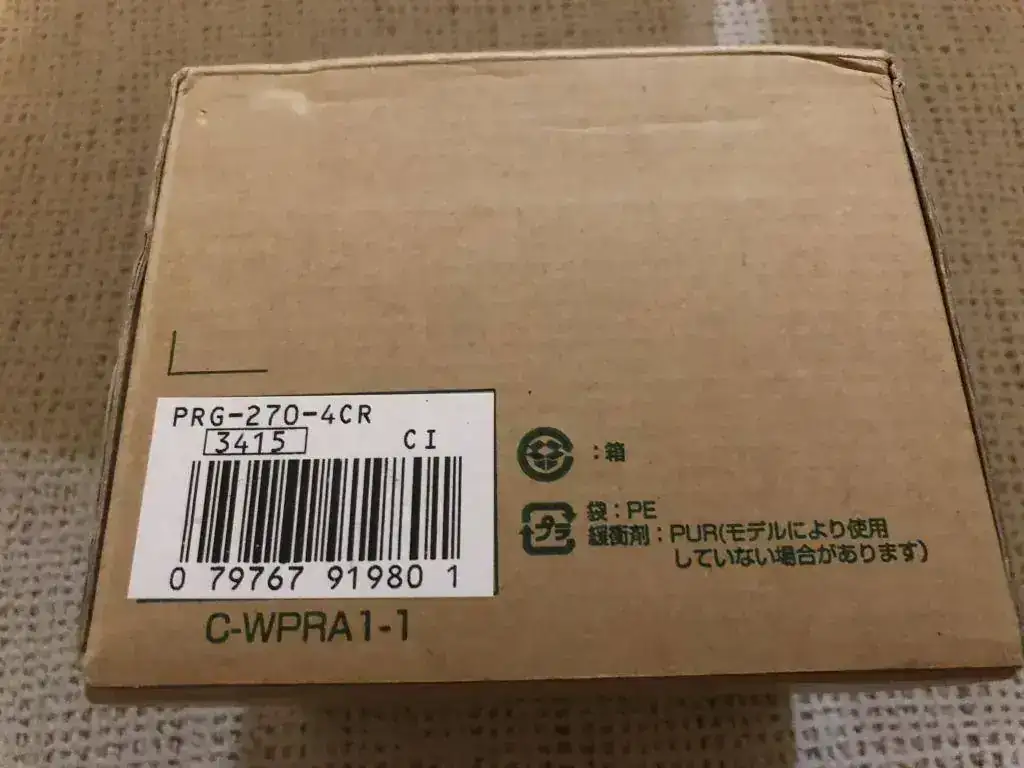 PRG-270-4CR
3415 CI
0 79767 91980 1
C-WPRA1-1
:箱
プラ
袋:PE
緩衝剤:PUR(モデルにより使用
していない場合があります)